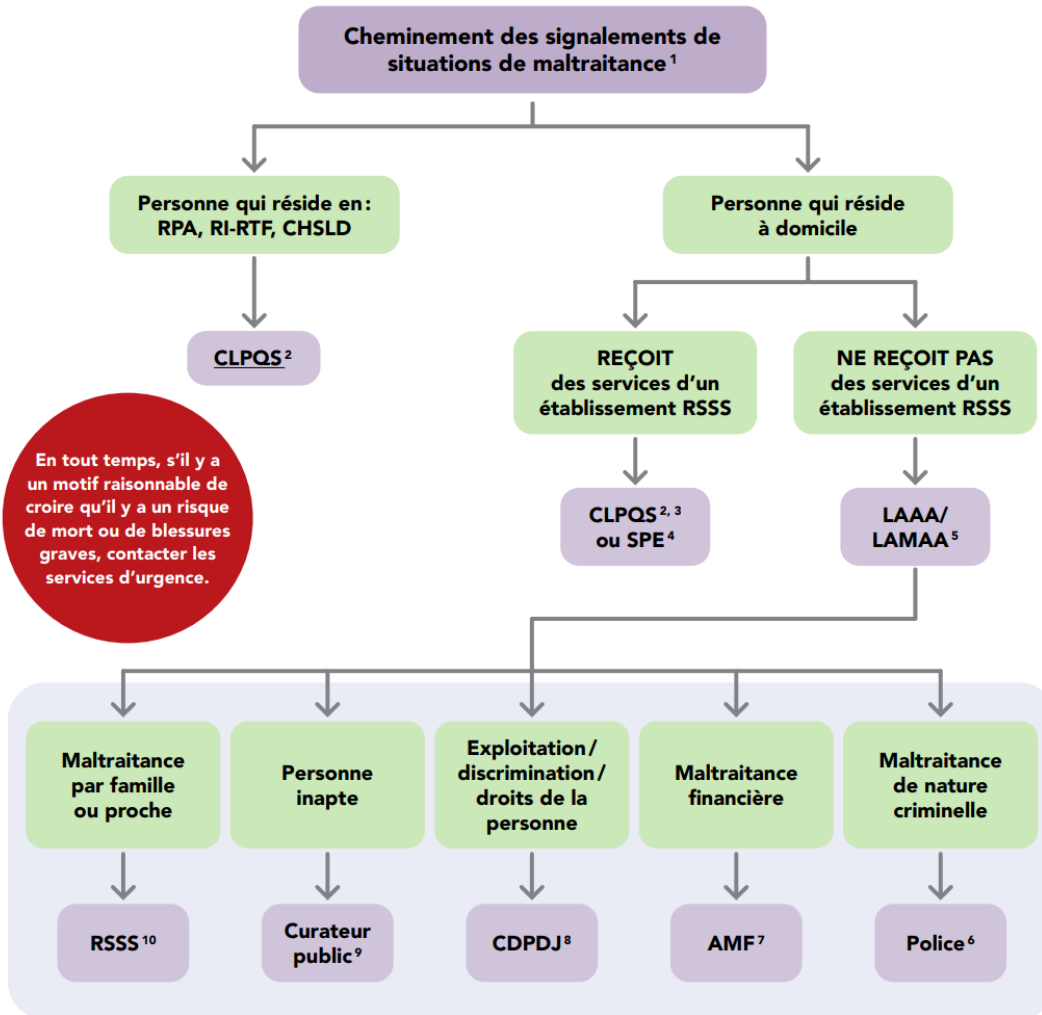 Cheminement des signalements de
situations de maltraitance 1
Personne qui réside en :
RPA, RI-RTF, CHSLD
Personne qui réside
à domicile
CLPQS 2
REÇOIT
des services d'un
établissement RSSS
NE REÇOIT PAS
des services d'un
établissement RSSS
En tout temps, s'il y a
un motif raisonnable de
croire qu'il y a un risque
de mort ou de blessures
graves, contacter les
services d'urgence.
CLPQS 2, 3
ou SPE 4
LAAA/
LAMAA 5
Maltraitance
par famille
ou proche
Personne
inapte
Exploitation /
discrimination /
droits de la
personne
Maltraitance
financière
Maltraitance
de nature
criminelle
RSSS 10
Curateur
public 9
CDPDJ 8
AMF 7
Police 6